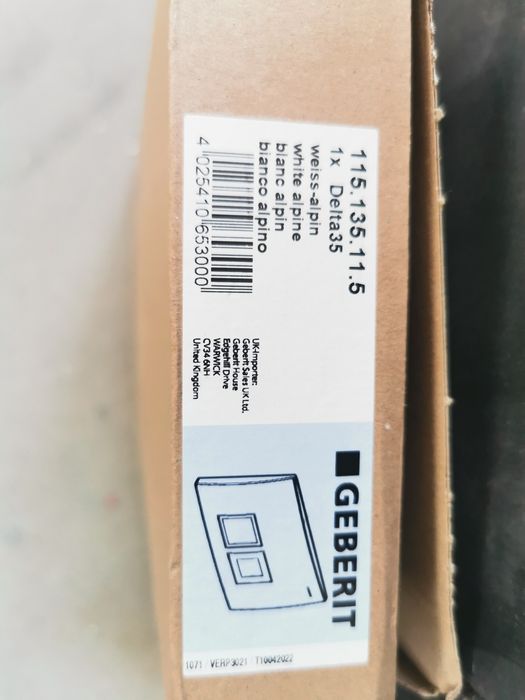 115.135.11.5
1x Delta35
weiss-alpin
white alpine
blanc alpin
bianco alpino
4 025410 653000
UK-Importer:
Geberit Sales UK Ltd.
Geberit House
Edgehill Drive
WARWICK
CV34 6NH
United Kingdom
GEBERIT
1071 / VERP3021 / T10042022